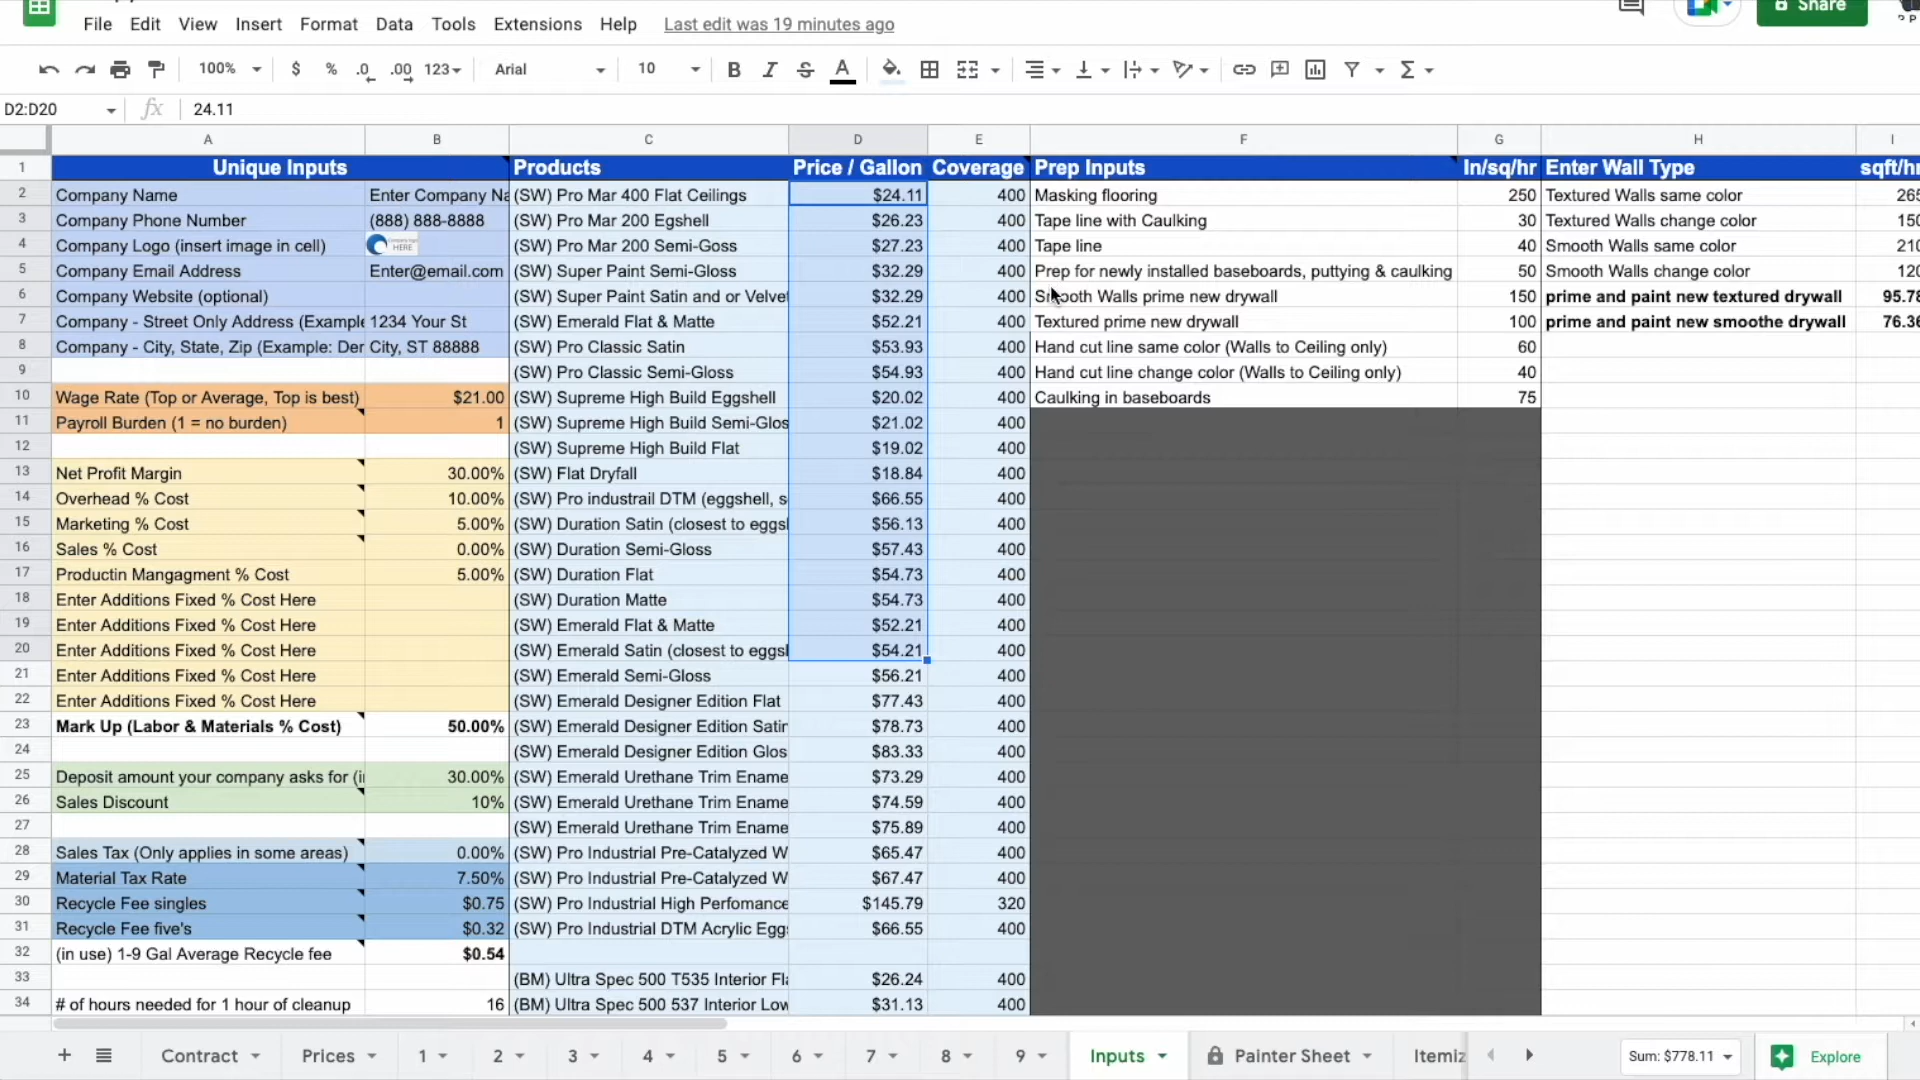 File Edit View Insert Format Data Tools Extensions Help Last edit was 19 minutes ago Share
100% $ % .0 .00 123 Arial 10 B I S A
D2:D20 fx 24.11
A B C D E F G H I
1 Unique Inputs Products Price / Gallon Coverage Prep Inputs ln/sq/hr Enter Wall Type sqft/hr
2 Company Name Enter Company Na (SW) Pro Mar 400 Flat Ceilings $24.11 400 Masking flooring 250 Textured Walls same color 265
3 Company Phone Number (888) 888-8888 (SW) Pro Mar 200 Egshell $26.23 400 Tape line with Caulking 30 Textured Walls change color 150
4 Company Logo (insert image in cell) HERE (SW) Pro Mar 200 Semi-Goss $27.23 400 Tape line 40 Smooth Walls same color 210
5 Company Email Address Enter@email.com (SW) Super Paint Semi-Gloss $32.29 400 Prep for newly installed baseboards, puttying & caulking 50 Smooth Walls change color 120
6 Company Website (optional) (SW) Super Paint Satin and or Velvet $32.29 400 Smooth Walls prime new drywall 150 prime and paint new textured drywall 95.78
7 Company - Street Only Address (Example 1234 Your St (SW) Emerald Flat & Matte $52.21 400 Textured prime new drywall 100 prime and paint new smoothe drywall 76.36
8 Company - City, State, Zip (Example: Der City, ST 88888 (SW) Pro Classic Satin $53.93 400 Hand cut line same color (Walls to Ceiling only) 60
9 (SW) Pro Classic Semi-Gloss $54.93 400 Hand cut line change color (Walls to Ceiling only) 40
10 Wage Rate (Top or Average, Top is best) $21.00 (SW) Supreme High Build Eggshell $20.02 400 Caulking in baseboards 75
11 Payroll Burden (1 = no burden) 1 (SW) Supreme High Build Semi-Glos $21.02 400
12 (SW) Supreme High Build Flat $19.02 400
13 Net Profit Margin 30.00% (SW) Flat Dryfall $18.84 400
14 Overhead % Cost 10.00% (SW) Pro industrail DTM (eggshell, s $66.55 400
15 Marketing % Cost 5.00% (SW) Duration Satin (closest to eggsl $56.13 400
16 Sales % Cost 0.00% (SW) Duration Semi-Gloss $57.43 400
17 Productin Mangagment % Cost 5.00% (SW) Duration Flat $54.73 400
18 Enter Additions Fixed % Cost Here (SW) Duration Matte $54.73 400
19 Enter Additions Fixed % Cost Here (SW) Emerald Flat & Matte $52.21 400
20 Enter Additions Fixed % Cost Here (SW) Emerald Satin (closest to eggsl $54.21 400
21 Enter Additions Fixed % Cost Here (SW) Emerald Semi-Gloss $56.21 400
22 Enter Additions Fixed % Cost Here (SW) Emerald Designer Edition Flat $77.43 400
23 Mark Up (Labor & Materials % Cost) 50.00% (SW) Emerald Designer Edition Satin $78.73 400
24 (SW) Emerald Designer Edition Glos $83.33 400
25 Deposit amount your company asks for (i 30.00% (SW) Emerald Urethane Trim Ename $73.29 400
26 Sales Discount 10% (SW) Emerald Urethane Trim Ename $74.59 400
27 (SW) Emerald Urethane Trim Ename $75.89 400
28 Sales Tax (Only applies in some areas) 0.00% (SW) Pro Industrial Pre-Catalyzed W $65.47 400
29 Material Tax Rate 7.50% (SW) Pro Industrial Pre-Catalyzed W $67.47 400
30 Recycle Fee singles $0.75 (SW) Pro Industrial High Perfomance $145.79 320
31 Recycle Fee five's $0.32 (SW) Pro Industrial DTM Acrylic Egg $66.55 400
32 (in use) 1-9 Gal Average Recycle fee $0.54
33 (BM) Ultra Spec 500 T535 Interior Fl $26.24 400
34 # of hours needed for 1 hour of cleanup 16 (BM) Ultra Spec 500 537 Interior Low $31.13 400
Contract Prices 1 2 3 4 5 6 7 8 9 Inputs Painter Sheet Itemiz Sum: $778.11 Explore